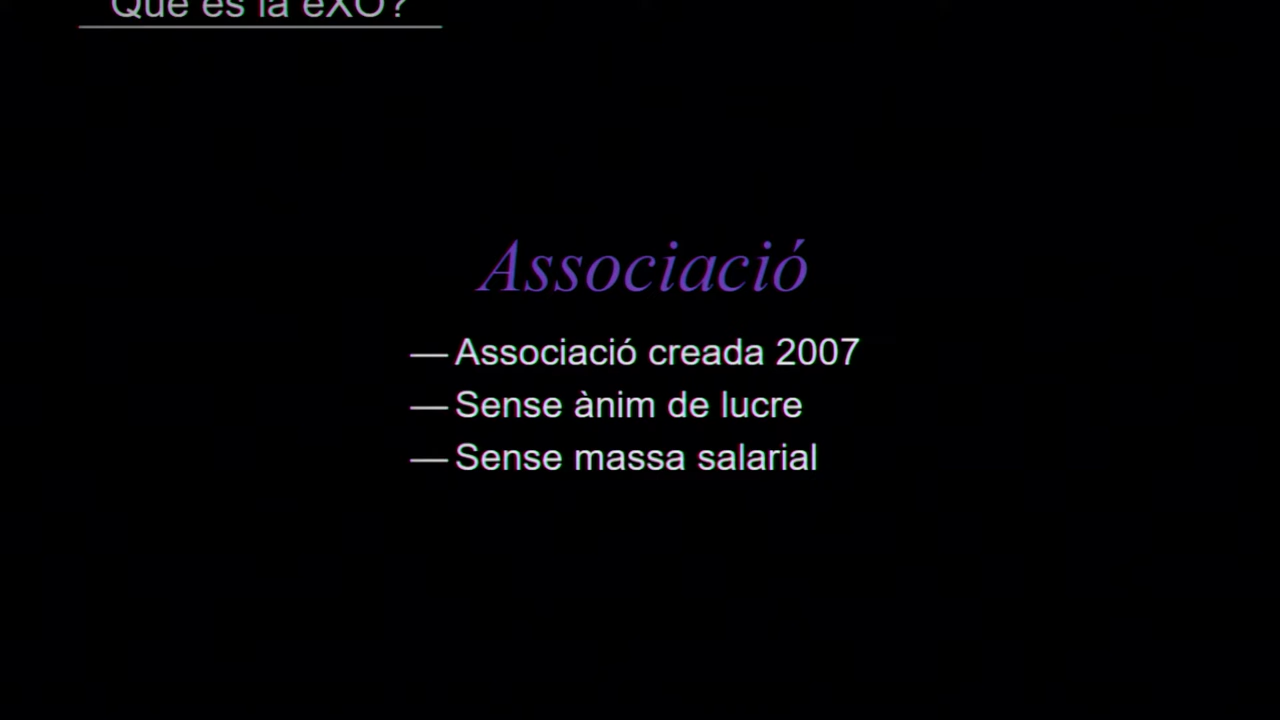 Què és la eXO?
Associació
— Associació creada 2007
— Sense ànim de lucre
— Sense massa salarial